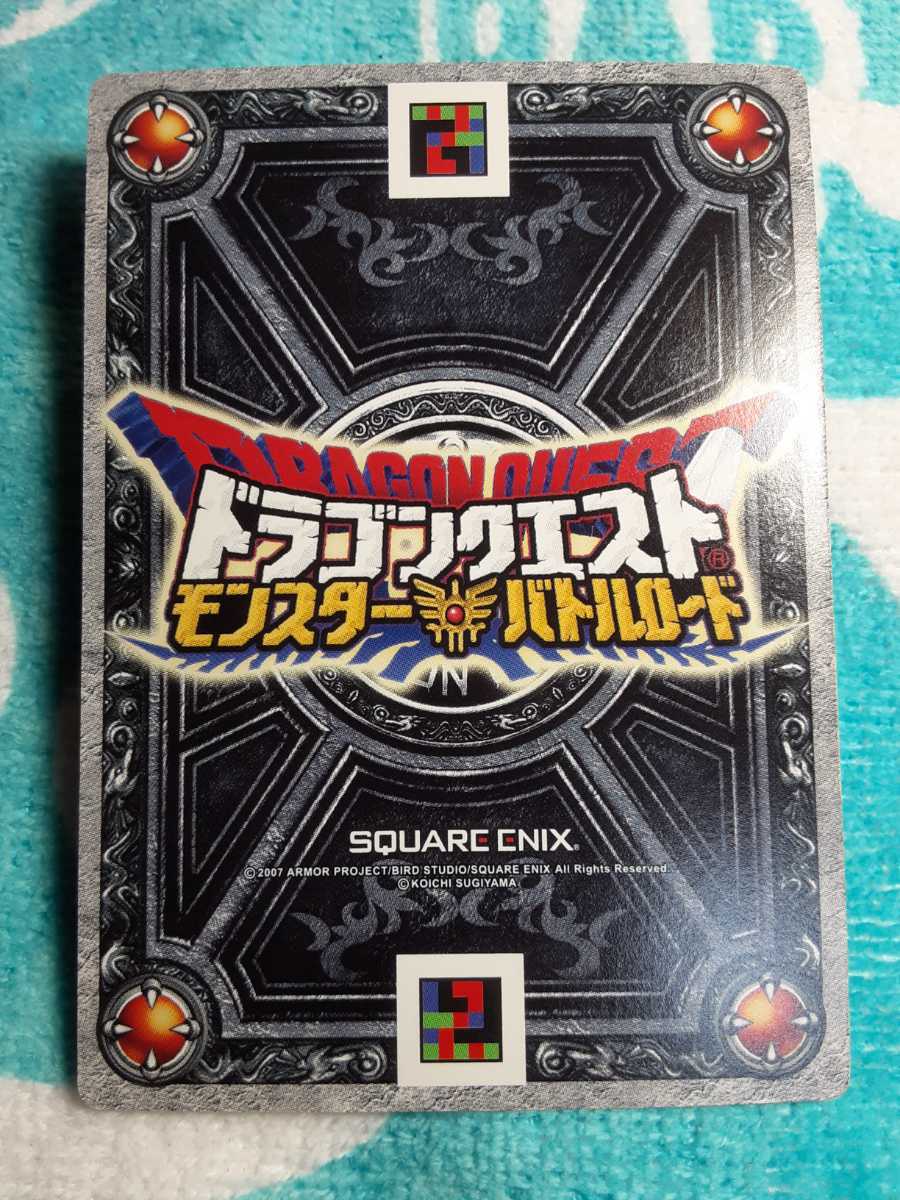 DRAGON QUEST
ドラゴンクエスト®
モンスターバトルロード
SQUARE ENIX®
©2007 ARMOR PROJECT/BIRD STUDIO/SQUARE ENIX All Rights Reserved.
©KOICHI SUGIYAMA